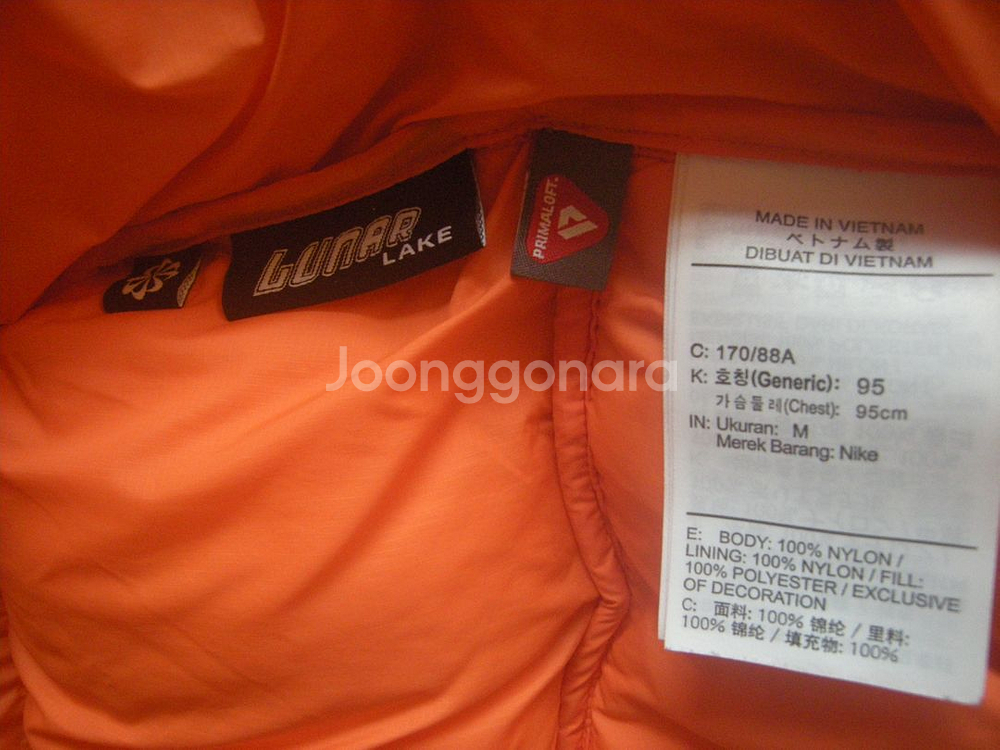 LUNAR
LAKE
PRIMALOFT.
MADE IN VIETNAM
ベトナム製
DIBUAT DI VIETNAM
C: 170/88A
K: 호칭(Generic): 95
가슴둘레(Chest): 95cm
IN: Ukuran: M
Merek Barang: Nike
E: BODY: 100% NYLON /
LINING: 100% NYLON / FILL:
100% POLYESTER / EXCLUSIVE
OF DECORATION
C: 面料: 100% 锦纶 / 里料:
100% 锦纶 / 填充物: 100%
Joonggonara